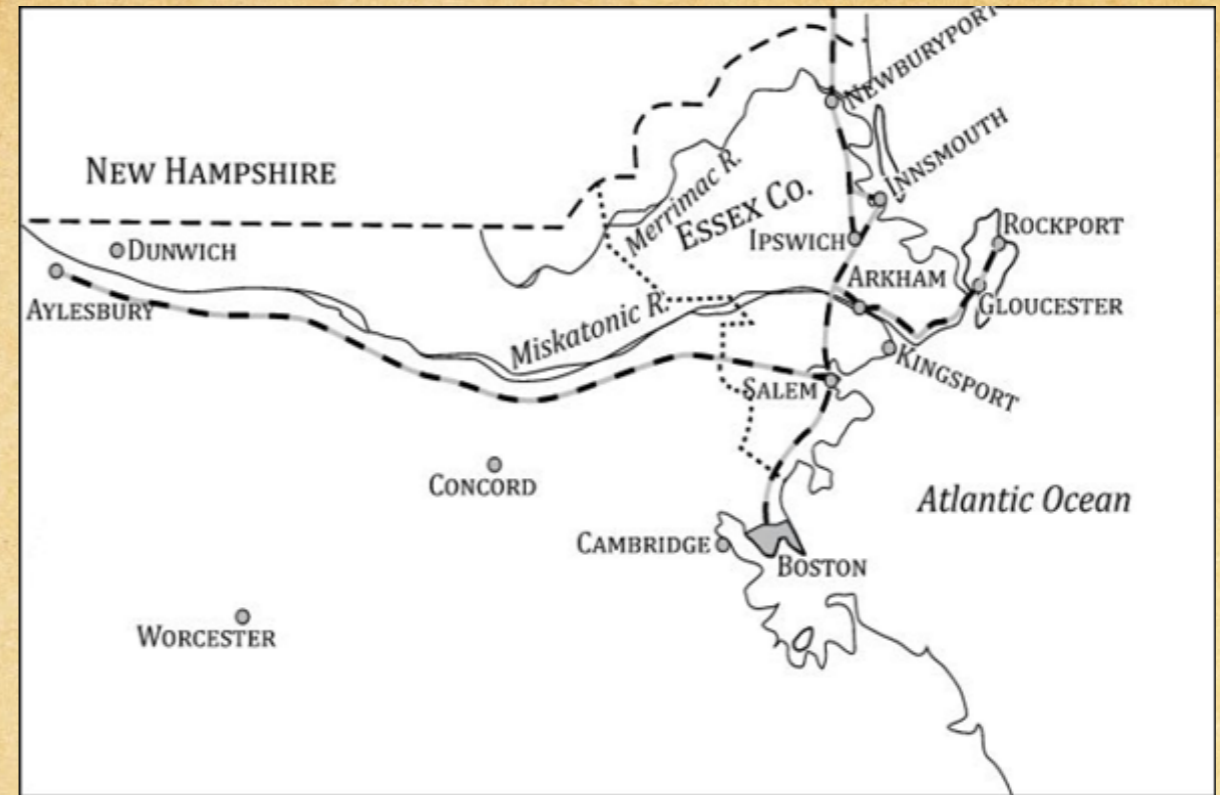 NEWBURYPORT
INNSMOUTH
NEW HAMPSHIRE
Merrimac R.
ESSEX CO.
ROCKPORT
IPSWICH
DUNWICH
ARKHAM
AYLESBURY
GLOUCESTER
Miskatonic R.
KINGSPORT
SALEM
CONCORD
Atlantic Ocean
CAMBRIDGE
BOSTON
WORCESTER